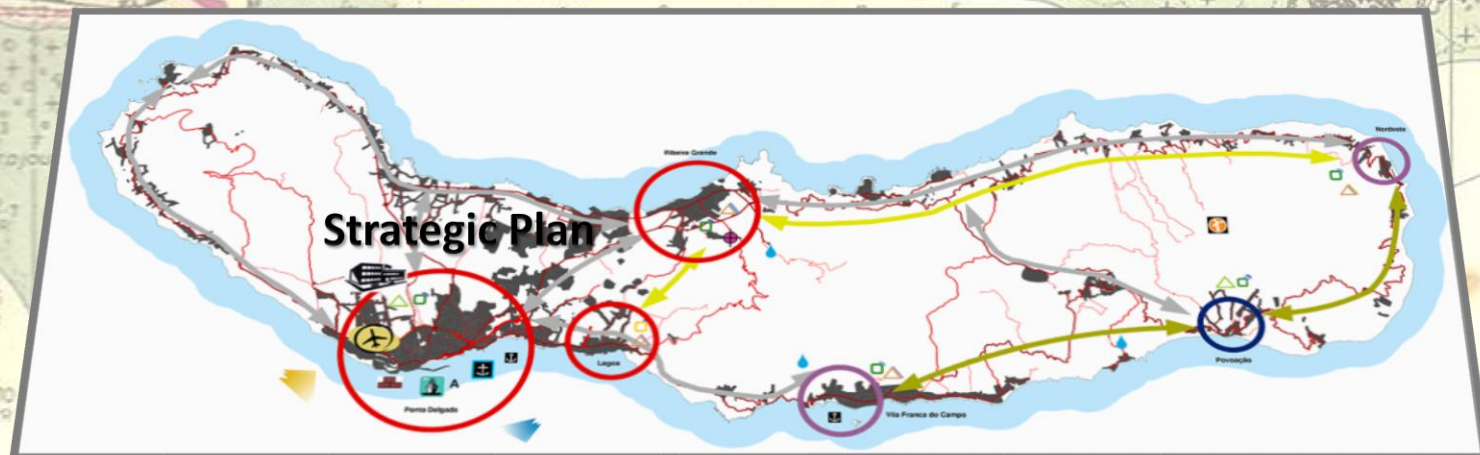 Nordeste
Ribeira Grande
Strategic Plan
Lagoa
Povoação
A
Ponta Delgada
Vila Franca do Campo